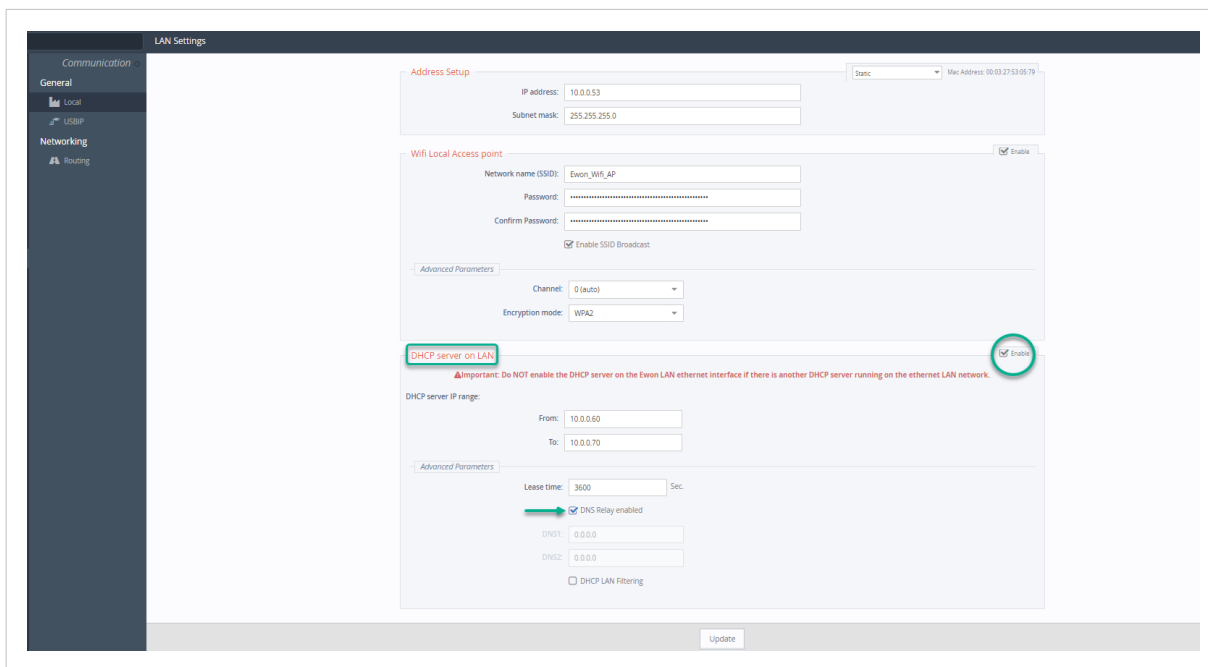 LAN Settings
Communication
General
Local
USBIP
Networking
Routing
Address Setup
Static
Mac Address: 00:03:27:53:05:79
IP address: 10.0.0.53
Subnet mask: 255.255.255.0
Wifi Local Access point
Enable
Network name (SSID): Ewon_Wifi_AP
Password:
Confirm Password:
Enable SSID Broadcast
Advanced Parameters
Channel: 0 (auto)
Encryption mode: WPA2
DHCP server on LAN
Enable
Important: Do NOT enable the DHCP server on the Ewon LAN ethernet interface if there is another DHCP server running on the ethernet LAN network.
DHCP server IP range:
From: 10.0.0.60
To: 10.0.0.70
Advanced Parameters
Lease time: 3600 Sec.
DNS Relay enabled
DNS1: 0.0.0.0
DNS2: 0.0.0.0
DHCP LAN Filtering
Update